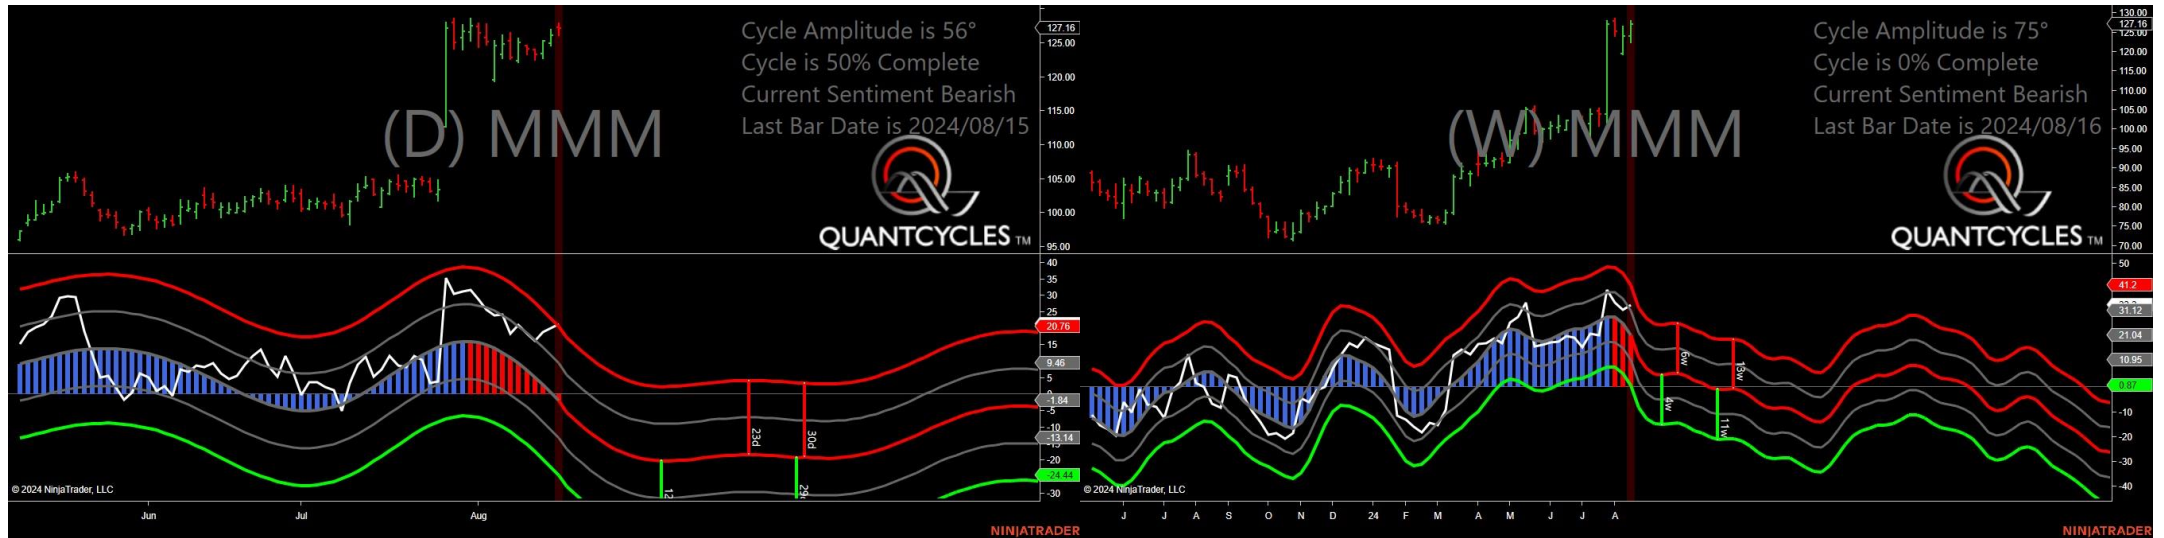 Cycle Amplitude is 56°
Cycle is 50% Complete
Current Sentiment Bearish
Last Bar Date is 2024/08/15
(D) MMM
QUANTCYCLES TM
127.16
125.00
120.00
115.00
110.00
105.00
100.00
95.00
40
35
30
25
20.76
15
9.46
5
-1.84
-5
-10
-13.14
-20
-24.44
-30
23d
30d
12
29
© 2024 NinjaTrader, LLC
Jun Jul Aug
NINJATRADER
Cycle Amplitude is 75°
Cycle is 0% Complete
Current Sentiment Bearish
Last Bar Date is 2024/08/16
(W) MMM
QUANTCYCLES TM
130.00
127.16
125.00
120.00
115.00
110.00
105.00
100.00
95.00
90.00
85.00
80.00
75.00
70.00
50
41.2
31.12
21.04
10.95
0.87
-10
-20
-30
-40
6w
13w
4w
11w
© 2024 NinjaTrader, LLC
J J A S O N D 24 F M A M J J A
NINJATRADER